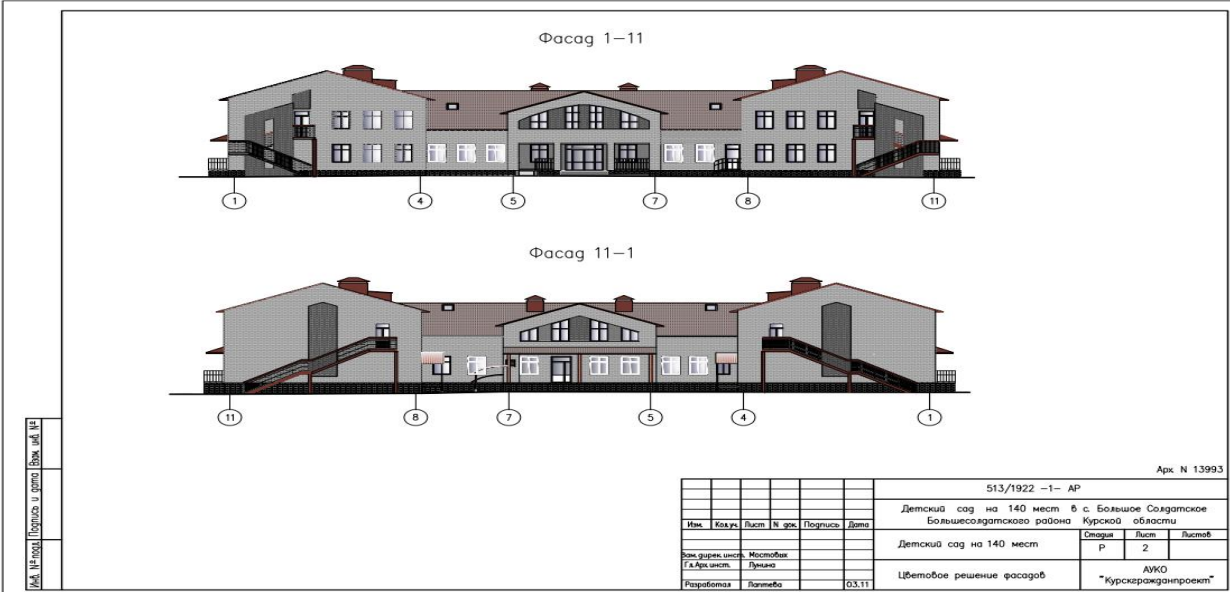 Фасад 1-11
1 4 5 7 8 11
Фасад 11-1
11 8 7 5 4 1
Арх. N 13993
513/1922 -1- АР
Детский сад на 140 мест в с. Большое Солдатское
Большесолдатского района Курской области
Изм. Кол.уч. Лист N док. Подпись Дата
Детский сад на 140 мест
Стадия Лист Листов
Р 2
Зам. дирек. инст. Мостовых
Гл.Арх.инст. Лунина
Разработал Лаптева 03.11
Цветовое решение фасадов
АУКО
"Курскгражданпроект"
Взам. инв. №
Подпись и дата
Инв. № подл.